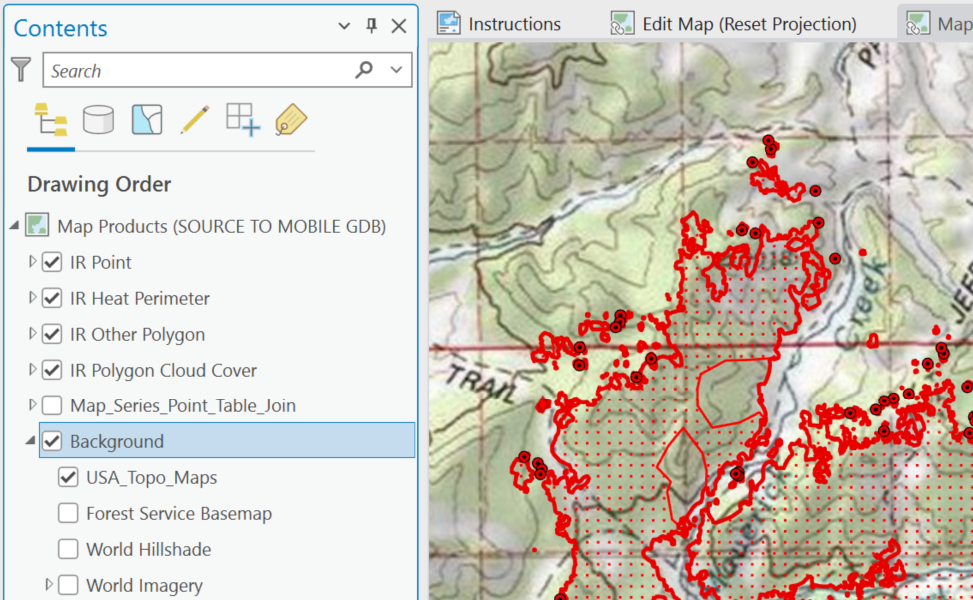 Contents
Instructions
Edit Map (Reset Projection)
Map
Search
Drawing Order
Map Products (SOURCE TO MOBILE GDB)
IR Point
IR Heat Perimeter
IR Other Polygon
IR Polygon Cloud Cover
Map_Series_Point_Table_Join
Background
USA_Topo_Maps
Forest Service Basemap
World Hillshade
World Imagery
Creek
TRAIL
Maverick